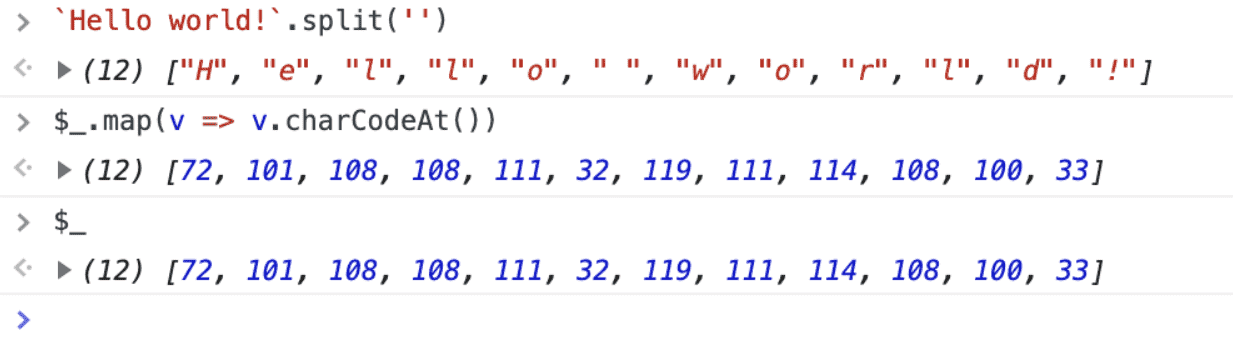 > `Hello world!`.split('')
(12) ["H", "e", "l", "l", "o", " ", "w", "o", "r", "l", "d", "!"]
> $_.map(v => v.charCodeAt())
(12) [72, 101, 108, 108, 111, 32, 119, 111, 114, 108, 100, 33]
> $_
(12) [72, 101, 108, 108, 111, 32, 119, 111, 114, 108, 100, 33]
>